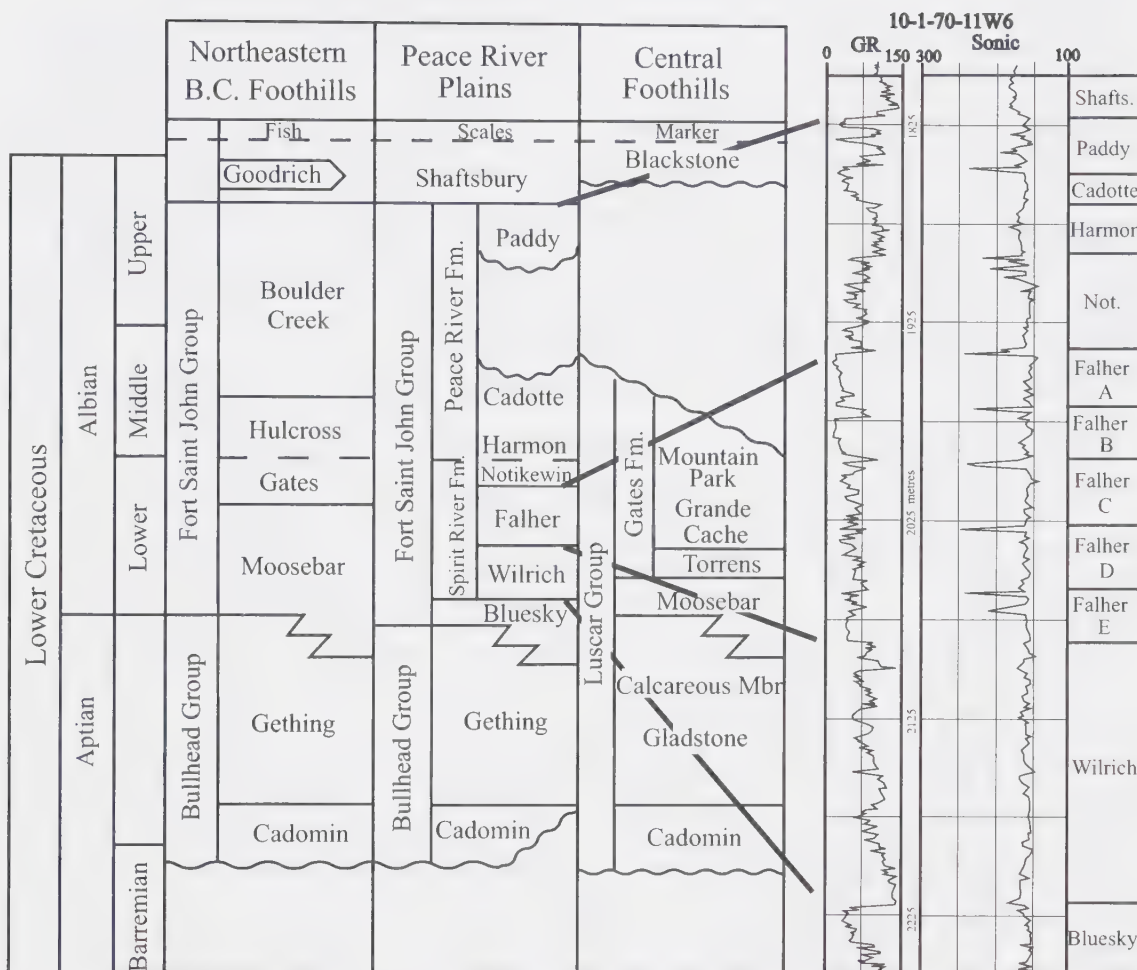 10-1-70-11W6
GR
Sonic
0
150
300
100
Northeastern
B.C. Foothills
Peace River
Plains
Central
Foothills
Fish
Scales
Marker
Goodrich
Shaftsbury
Blackstone
Lower Cretaceous
Albian
Aptian
Upper
Middle
Lower
Barremian
Fort Saint John Group
Bullhead Group
Boulder
Creek
Hulcross
Gates
Moosebar
Gething
Cadomin
Fort Saint John Group
Bullhead Group
Peace River Fm.
Spirit River Fm.
Paddy
Cadotte
Harmon
Notikewin
Falher
Wilrich
Bluesky
Gething
Cadomin
Luscar Group
Gates Fm.
Mountain
Park
Grande
Cache
Torrens
Moosebar
Calcareous Mbr
Gladstone
Cadomin
1825
1925
2025 metres
2125
2225
Shafts.
Paddy
Cadotte
Harmon
Not.
Falher
A
Falher
B
Falher
C
Falher
D
Falher
E
Wilrich
Bluesky